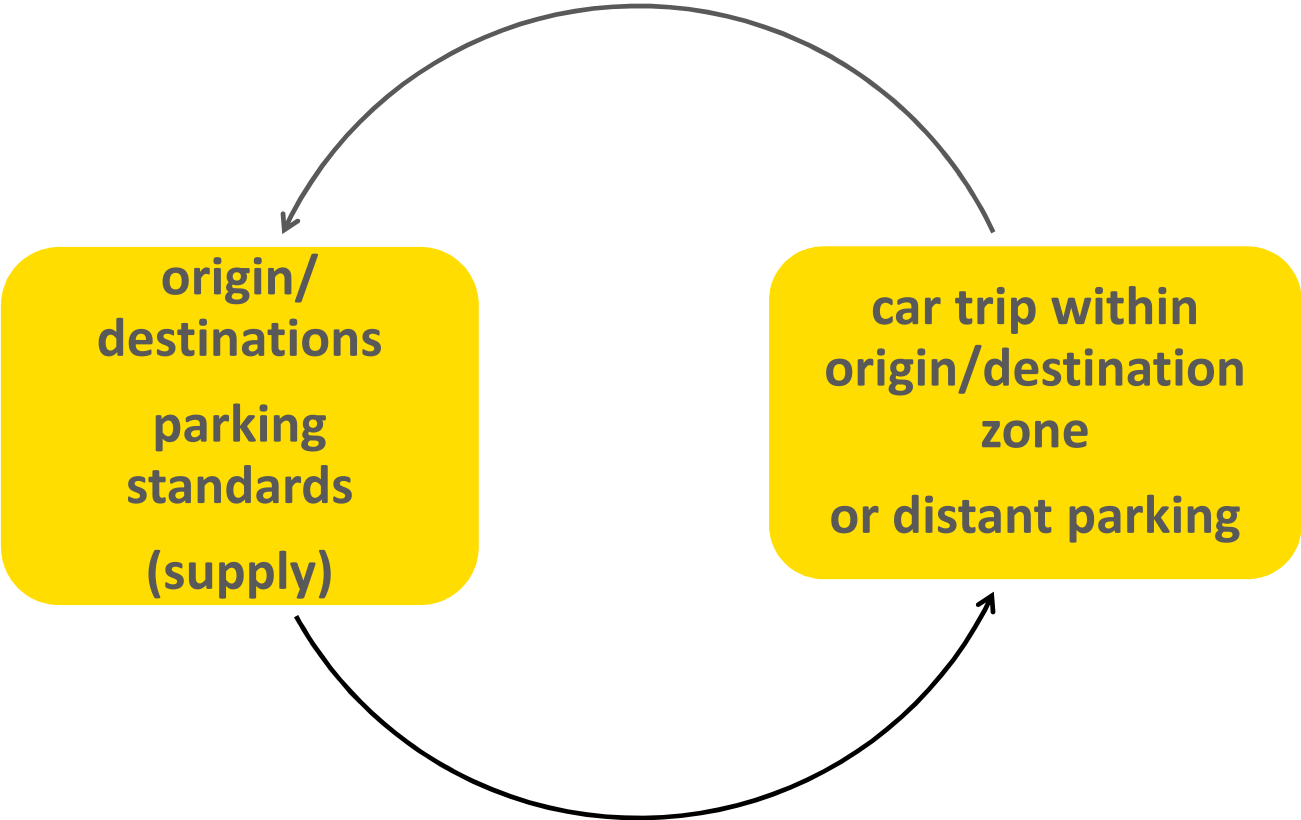 origin/
destinations
parking
standards
(supply)
car trip within
origin/destination
zone
or distant parking